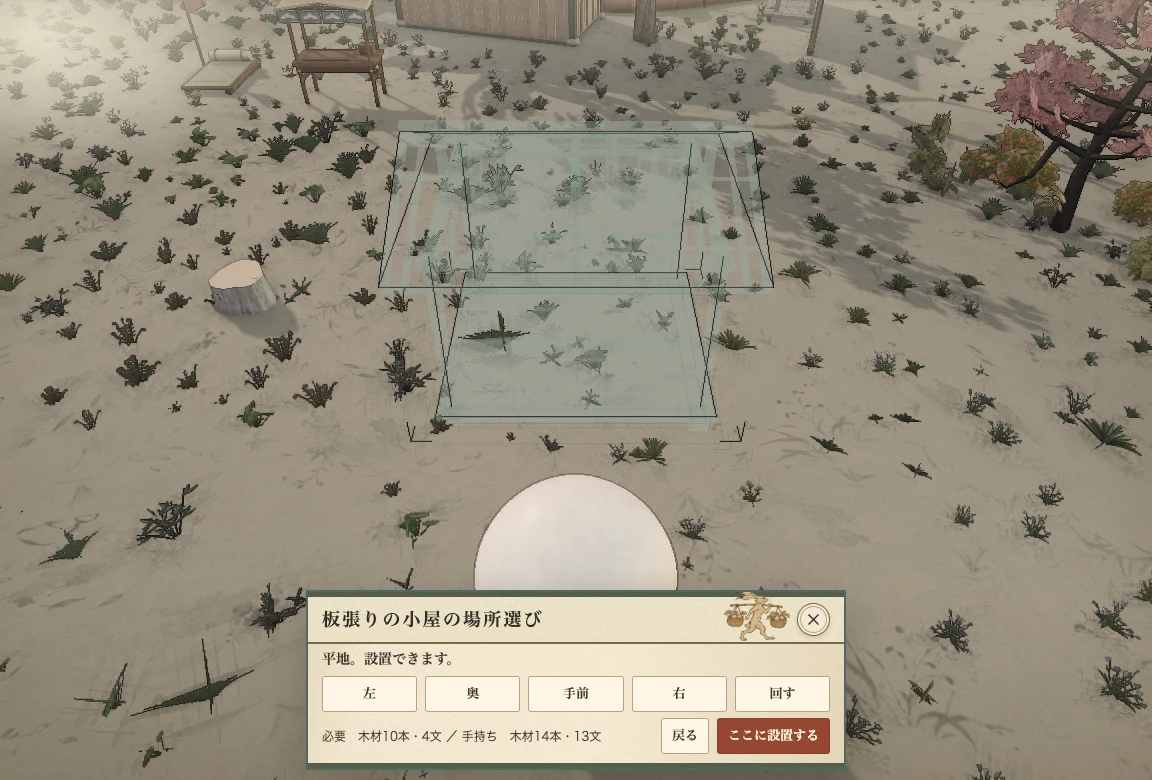 板張りの小屋の場所選び
平地。設置できます。
左 奥 手前 右 回す
必要 木材10本・4文 ／ 手持ち 木材14本・13文 戻る ここに設置する